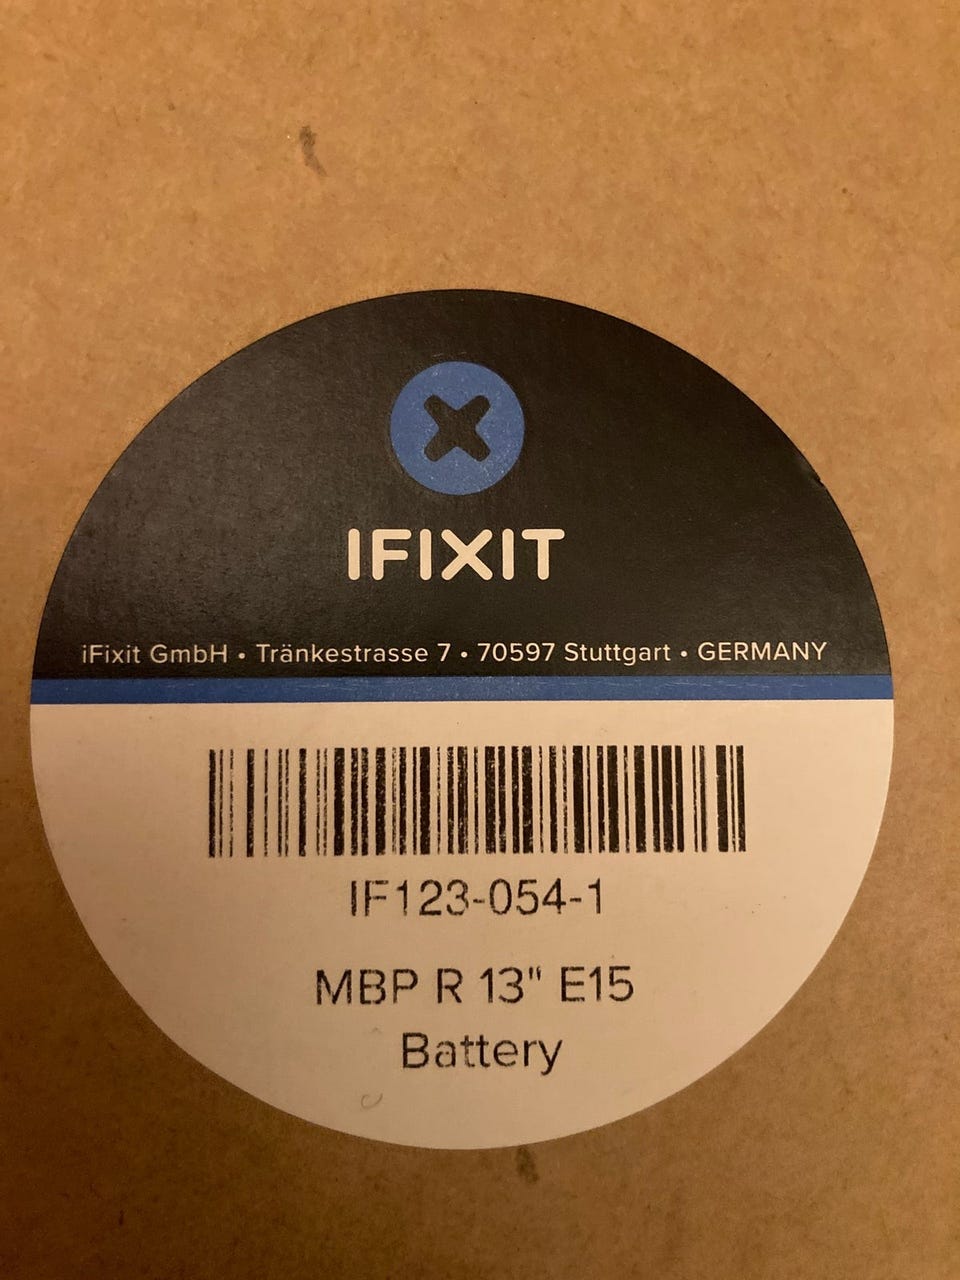 IFIXIT
iFixit GmbH • Tränkestrasse 7 • 70597 Stuttgart • GERMANY
IF123-054-1
MBP R 13" E15
Battery